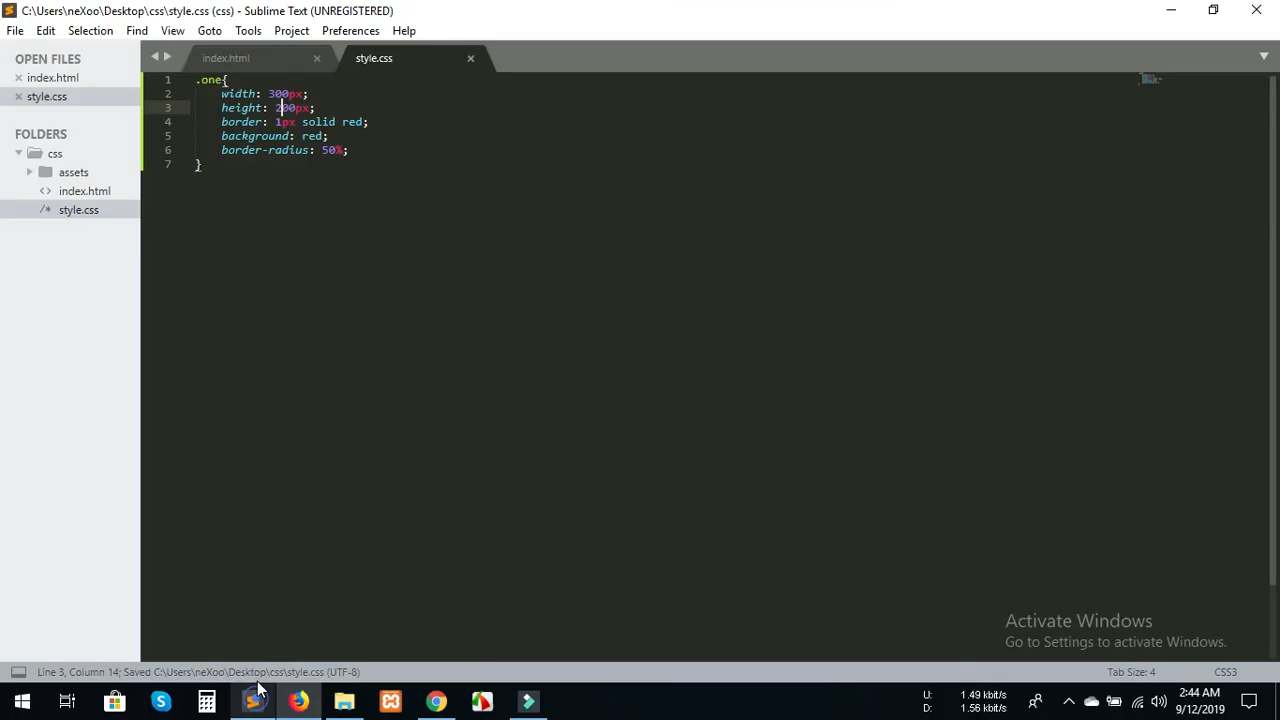 C:\Users\neXoo\Desktop\css\style.css (css) - Sublime Text (UNREGISTERED)
File Edit Selection Find View Goto Tools Project Preferences Help
OPEN FILES
index.html
style.css
FOLDERS
css
assets
index.html
style.css
index.html
style.css
1 .one{
2 width: 300px;
3 height: 200px;
4 border: 1px solid red;
5 background: red;
6 border-radius: 50%;
7 }
Activate Windows
Go to Settings to activate Windows.
Line 3, Column 14; Saved C:\Users\neXoo\Desktop\css\style.css (UTF-8)
Tab Size: 4
CSS3
U: 1.49 kbit/s
D: 1.56 kbit/s
2:44 AM
9/12/2019